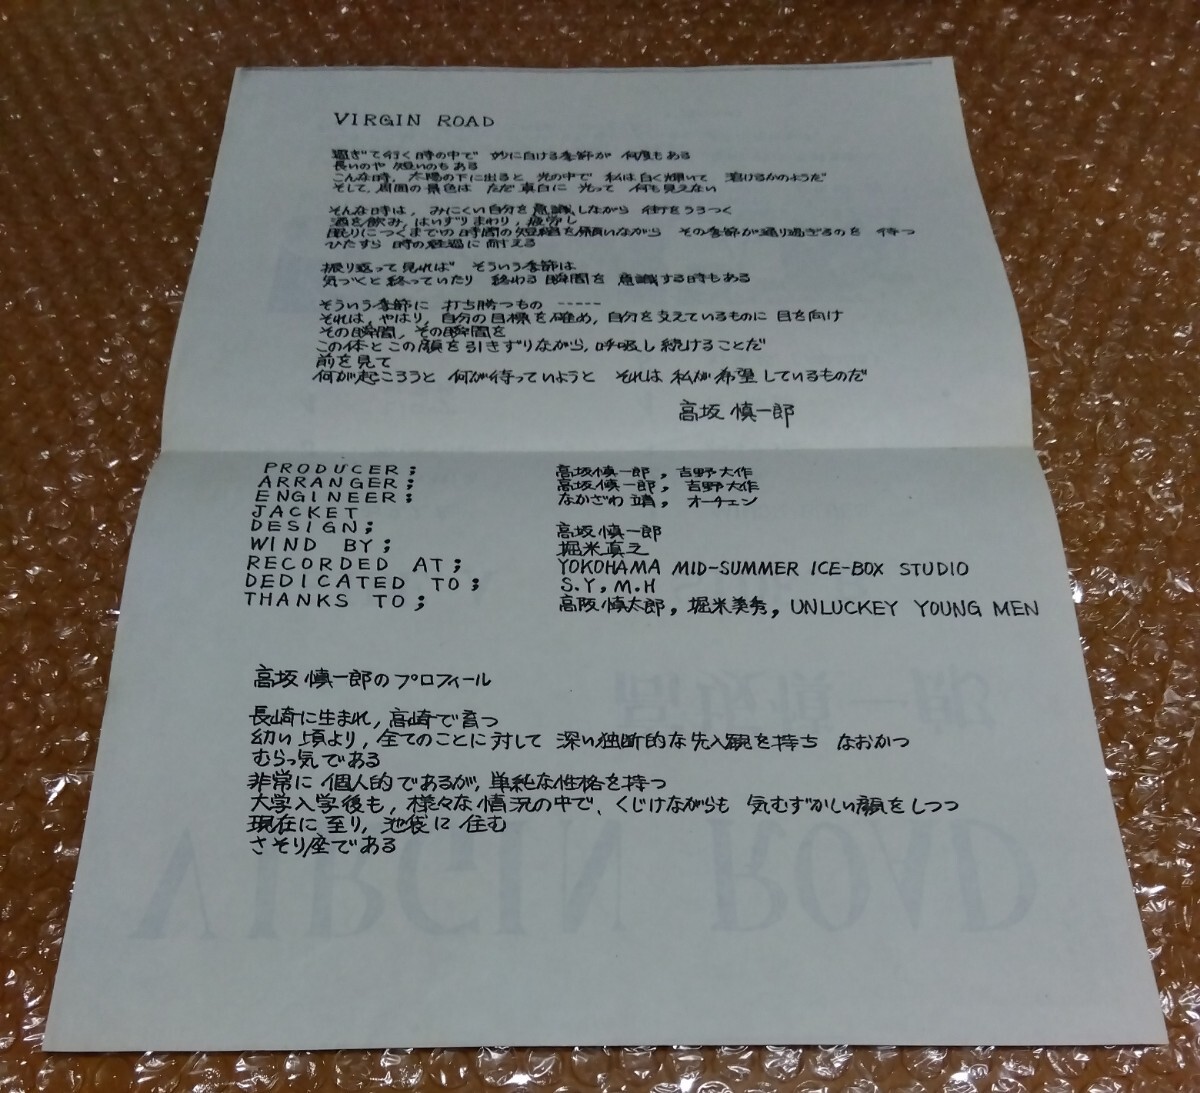 VIRGIN ROAD
過ぎて行く時の中で 妙に白ける季節が 何度もある
長いのや 短いのもある
こんな時, 太陽の下に出ると 光の中で 私は白く輝いて 溶けるかのようだ
そして, 周囲の景色は ただ真白に 光って 何も見えない
そんな時は, みにくい自分を意識しながら 街をうろつく
酒を飲み, はいずりまわり, 疲労し
眠りにつくまでの時間の短縮を願いながら その季節が通り過ぎるのを 待つ
ひたすら 時の経過に耐える
振り返って見れば そういう季節は
気づくと終っていたり 終わる瞬間を 意識する時もある
そういう季節に 打ち勝つもの -----
それは, やはり, 自分の目標を確め, 自分を支えているものに 目を向け
その瞬間, その瞬間を
この体とこの顔を引きずりながら, 呼吸し続けることだ
前を見て
何が起ころうと 何が待っていようと それは 私が希望しているものだ
高坂慎一郎
PRODUCER; 高坂慎一郎, 吉野大作
ARRANGER; 高坂慎一郎, 吉野大作
ENGINEER; なかざわ 靖, オーチェン
JACKET
DESIGN; 高坂慎一郎
WIND BY; 堀米真之
RECORDED AT; YOKOHAMA MID-SUMMER ICE-BOX STUDIO
DEDICATED TO; S.Y, M.H
THANKS TO; 高阪慎太郎, 堀米美秀, UNLUCKEY YOUNG MEN
高坂慎一郎のプロフィール
長崎に生まれ, 高崎で育つ
幼い頃より, 全てのことに対して 深い独断的な先入観を持ち なおかつ
むらっ気である
非常に個人的であるが, 単純な性格を持つ
大学入学後も, 様々な情況の中で, くじけながらも 気むずかしい顔をしつつ
現在に至り, 池袋に住む
さそり座である
高坂慎一郎
VIRGIN ROAD